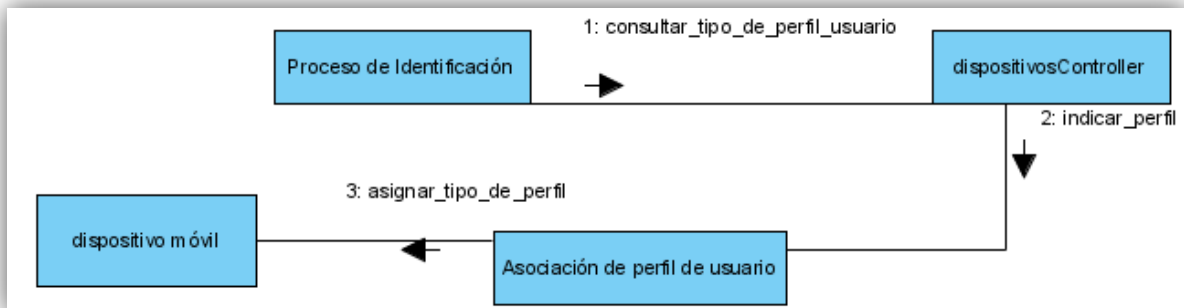 1: consultar_tipo_de_perfil_usuario
Proceso de Identificación
dispositivosController
2: indicar_perfil
3: asignar_tipo_de_perfil
dispositivo móvil
Asociación de perfil de usuario